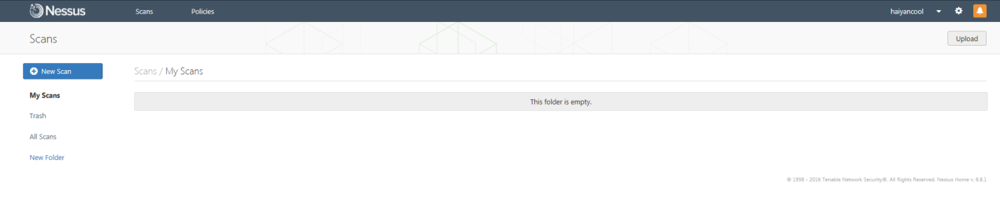 Nessus Scans Policies haiyancool
Scans Upload
New Scan
Scans / My Scans
My Scans
This folder is empty.
Trash
All Scans
New Folder
© 1998 - 2016 Tenable Network Security®. All Rights Reserved. Nessus Home v. 6.8.1